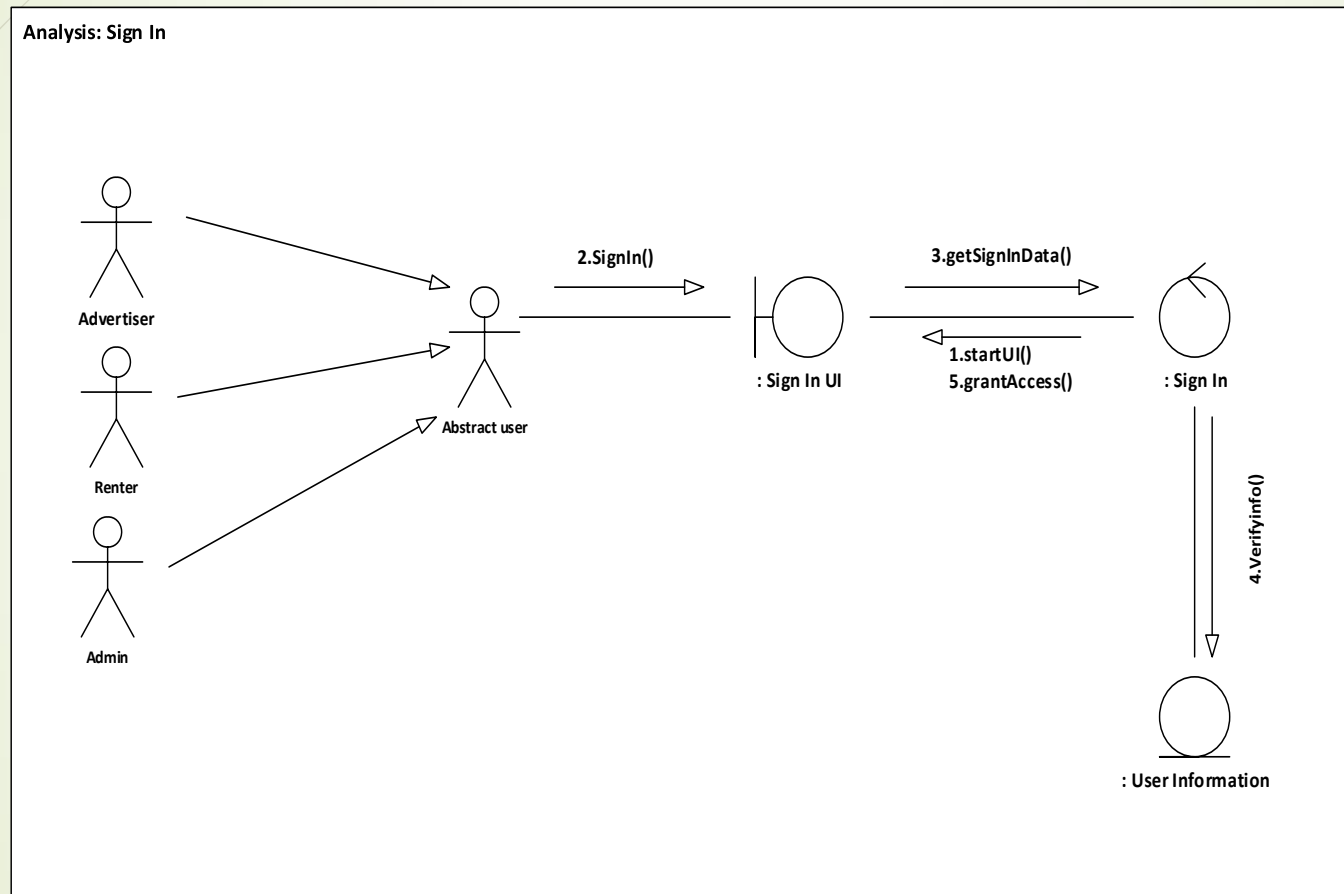 Analysis: Sign In
Advertiser
Renter
Admin
Abstract user
2.SignIn()
: Sign In UI
3.getSignInData()
1.startUI()
5.grantAccess()
: Sign In
4.Verifyinfo()
: User Information